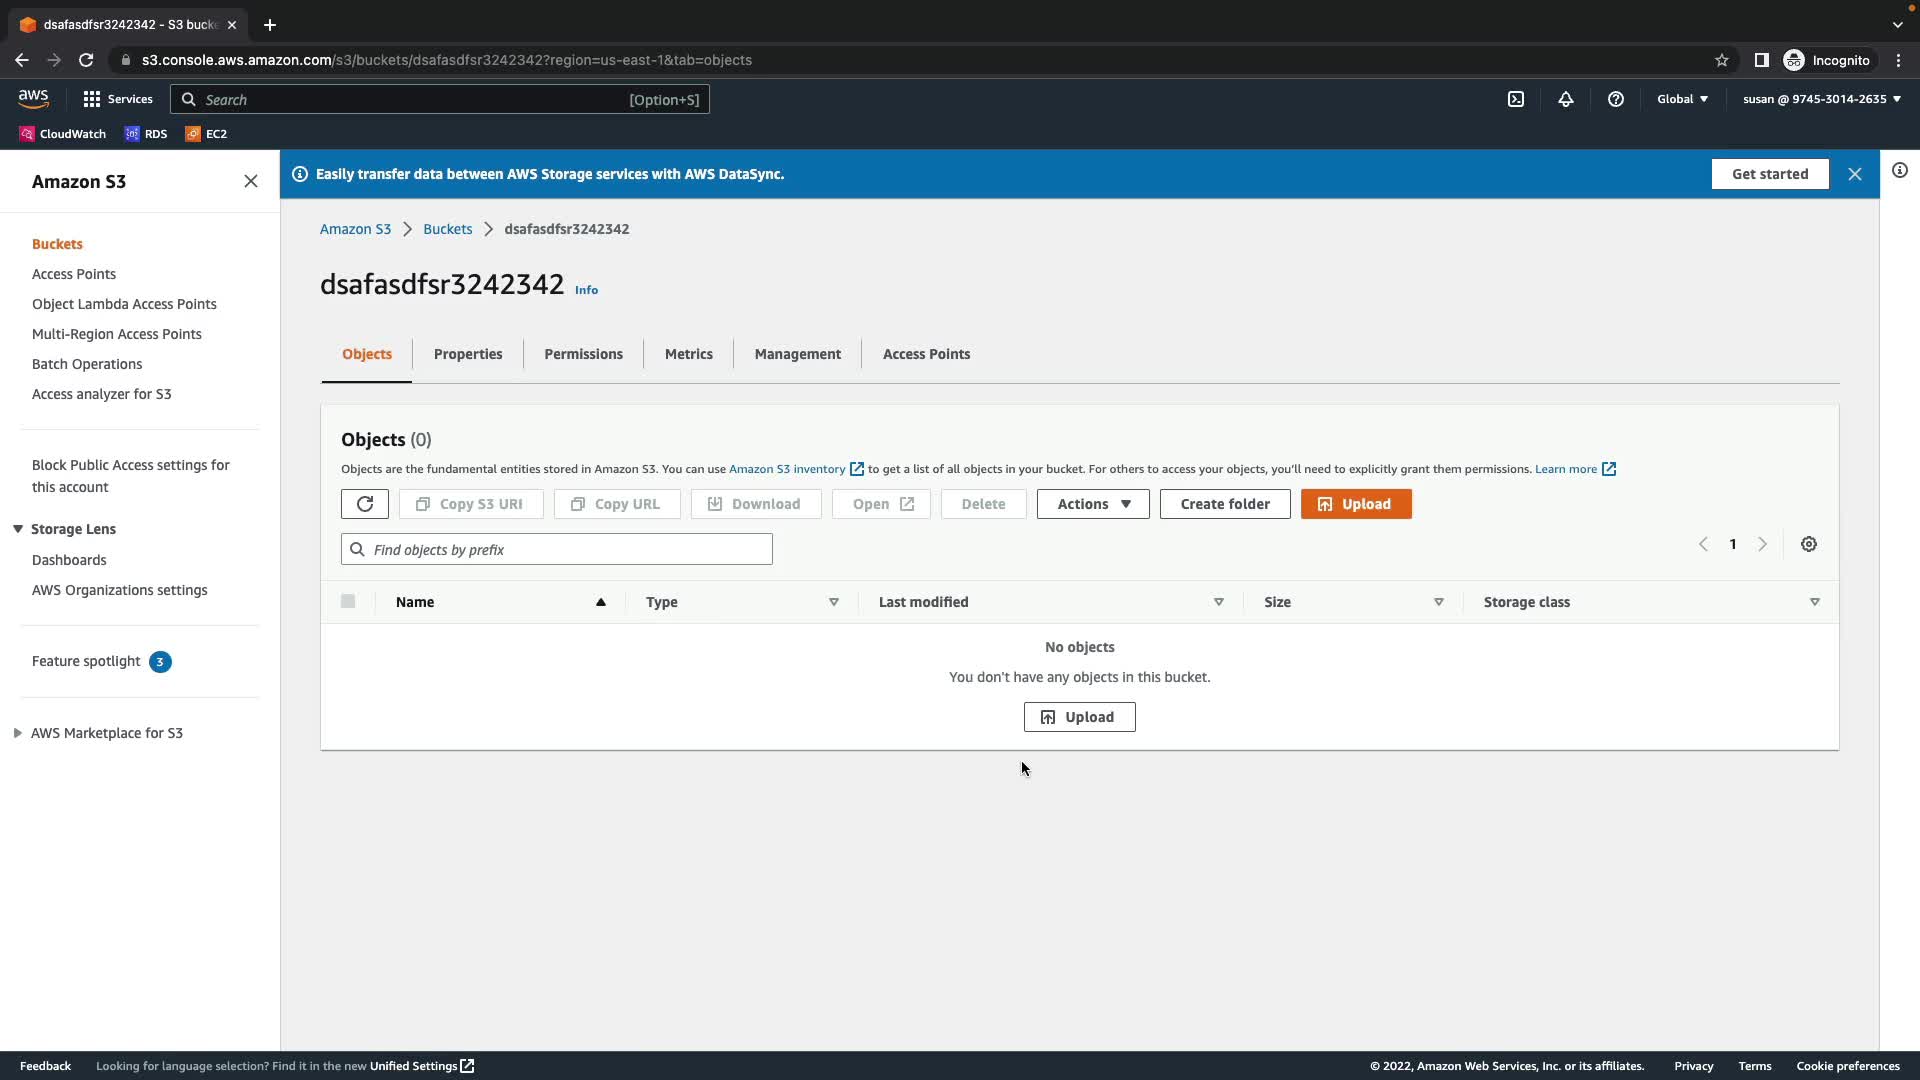 dsafasdfsr3242342 - S3 bucke
s3.console.aws.amazon.com/s3/buckets/dsafasdfsr3242342?region=us-east-1&tab=objects
Incognito
aws
Services
Search
[Option+S]
Global
susan @ 9745-3014-2635
CloudWatch
RDS
EC2
Amazon S3
Easily transfer data between AWS Storage services with AWS DataSync.
Get started
Buckets
Access Points
Object Lambda Access Points
Multi-Region Access Points
Batch Operations
Access analyzer for S3
Block Public Access settings for
this account
Storage Lens
Dashboards
AWS Organizations settings
Feature spotlight 3
AWS Marketplace for S3
Amazon S3 > Buckets > dsafasdfsr3242342
dsafasdfsr3242342 Info
Objects
Properties
Permissions
Metrics
Management
Access Points
Objects (0)
Objects are the fundamental entities stored in Amazon S3. You can use Amazon S3 inventory to get a list of all objects in your bucket. For others to access your objects, you'll need to explicitly grant them permissions. Learn more
Copy S3 URI
Copy URL
Download
Open
Delete
Actions
Create folder
Upload
Find objects by prefix
1
Name
Type
Last modified
Size
Storage class
No objects
You don't have any objects in this bucket.
Upload
Feedback
Looking for language selection? Find it in the new Unified Settings
© 2022, Amazon Web Services, Inc. or its affiliates.
Privacy
Terms
Cookie preferences